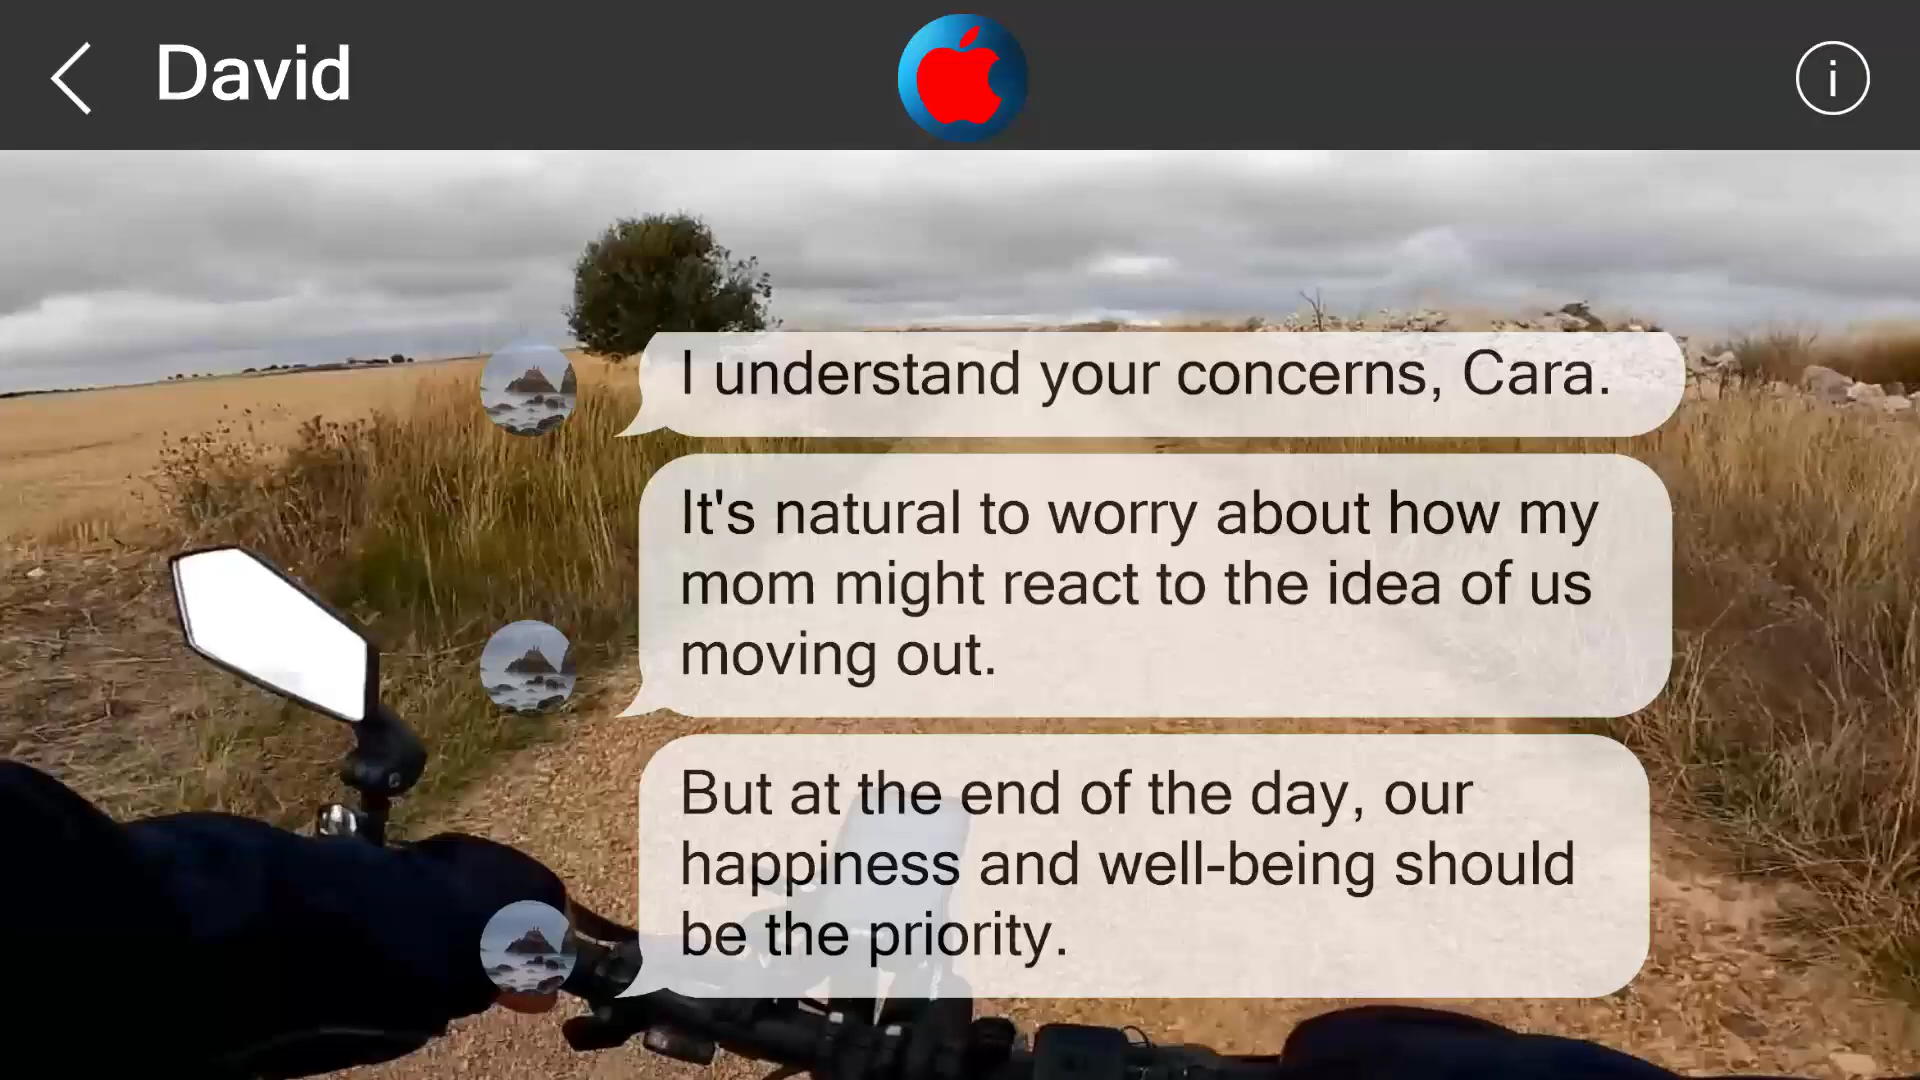 David
I understand your concerns, Cara.
It's natural to worry about how my
mom might react to the idea of us
moving out.
But at the end of the day, our
happiness and well-being should
be the priority.